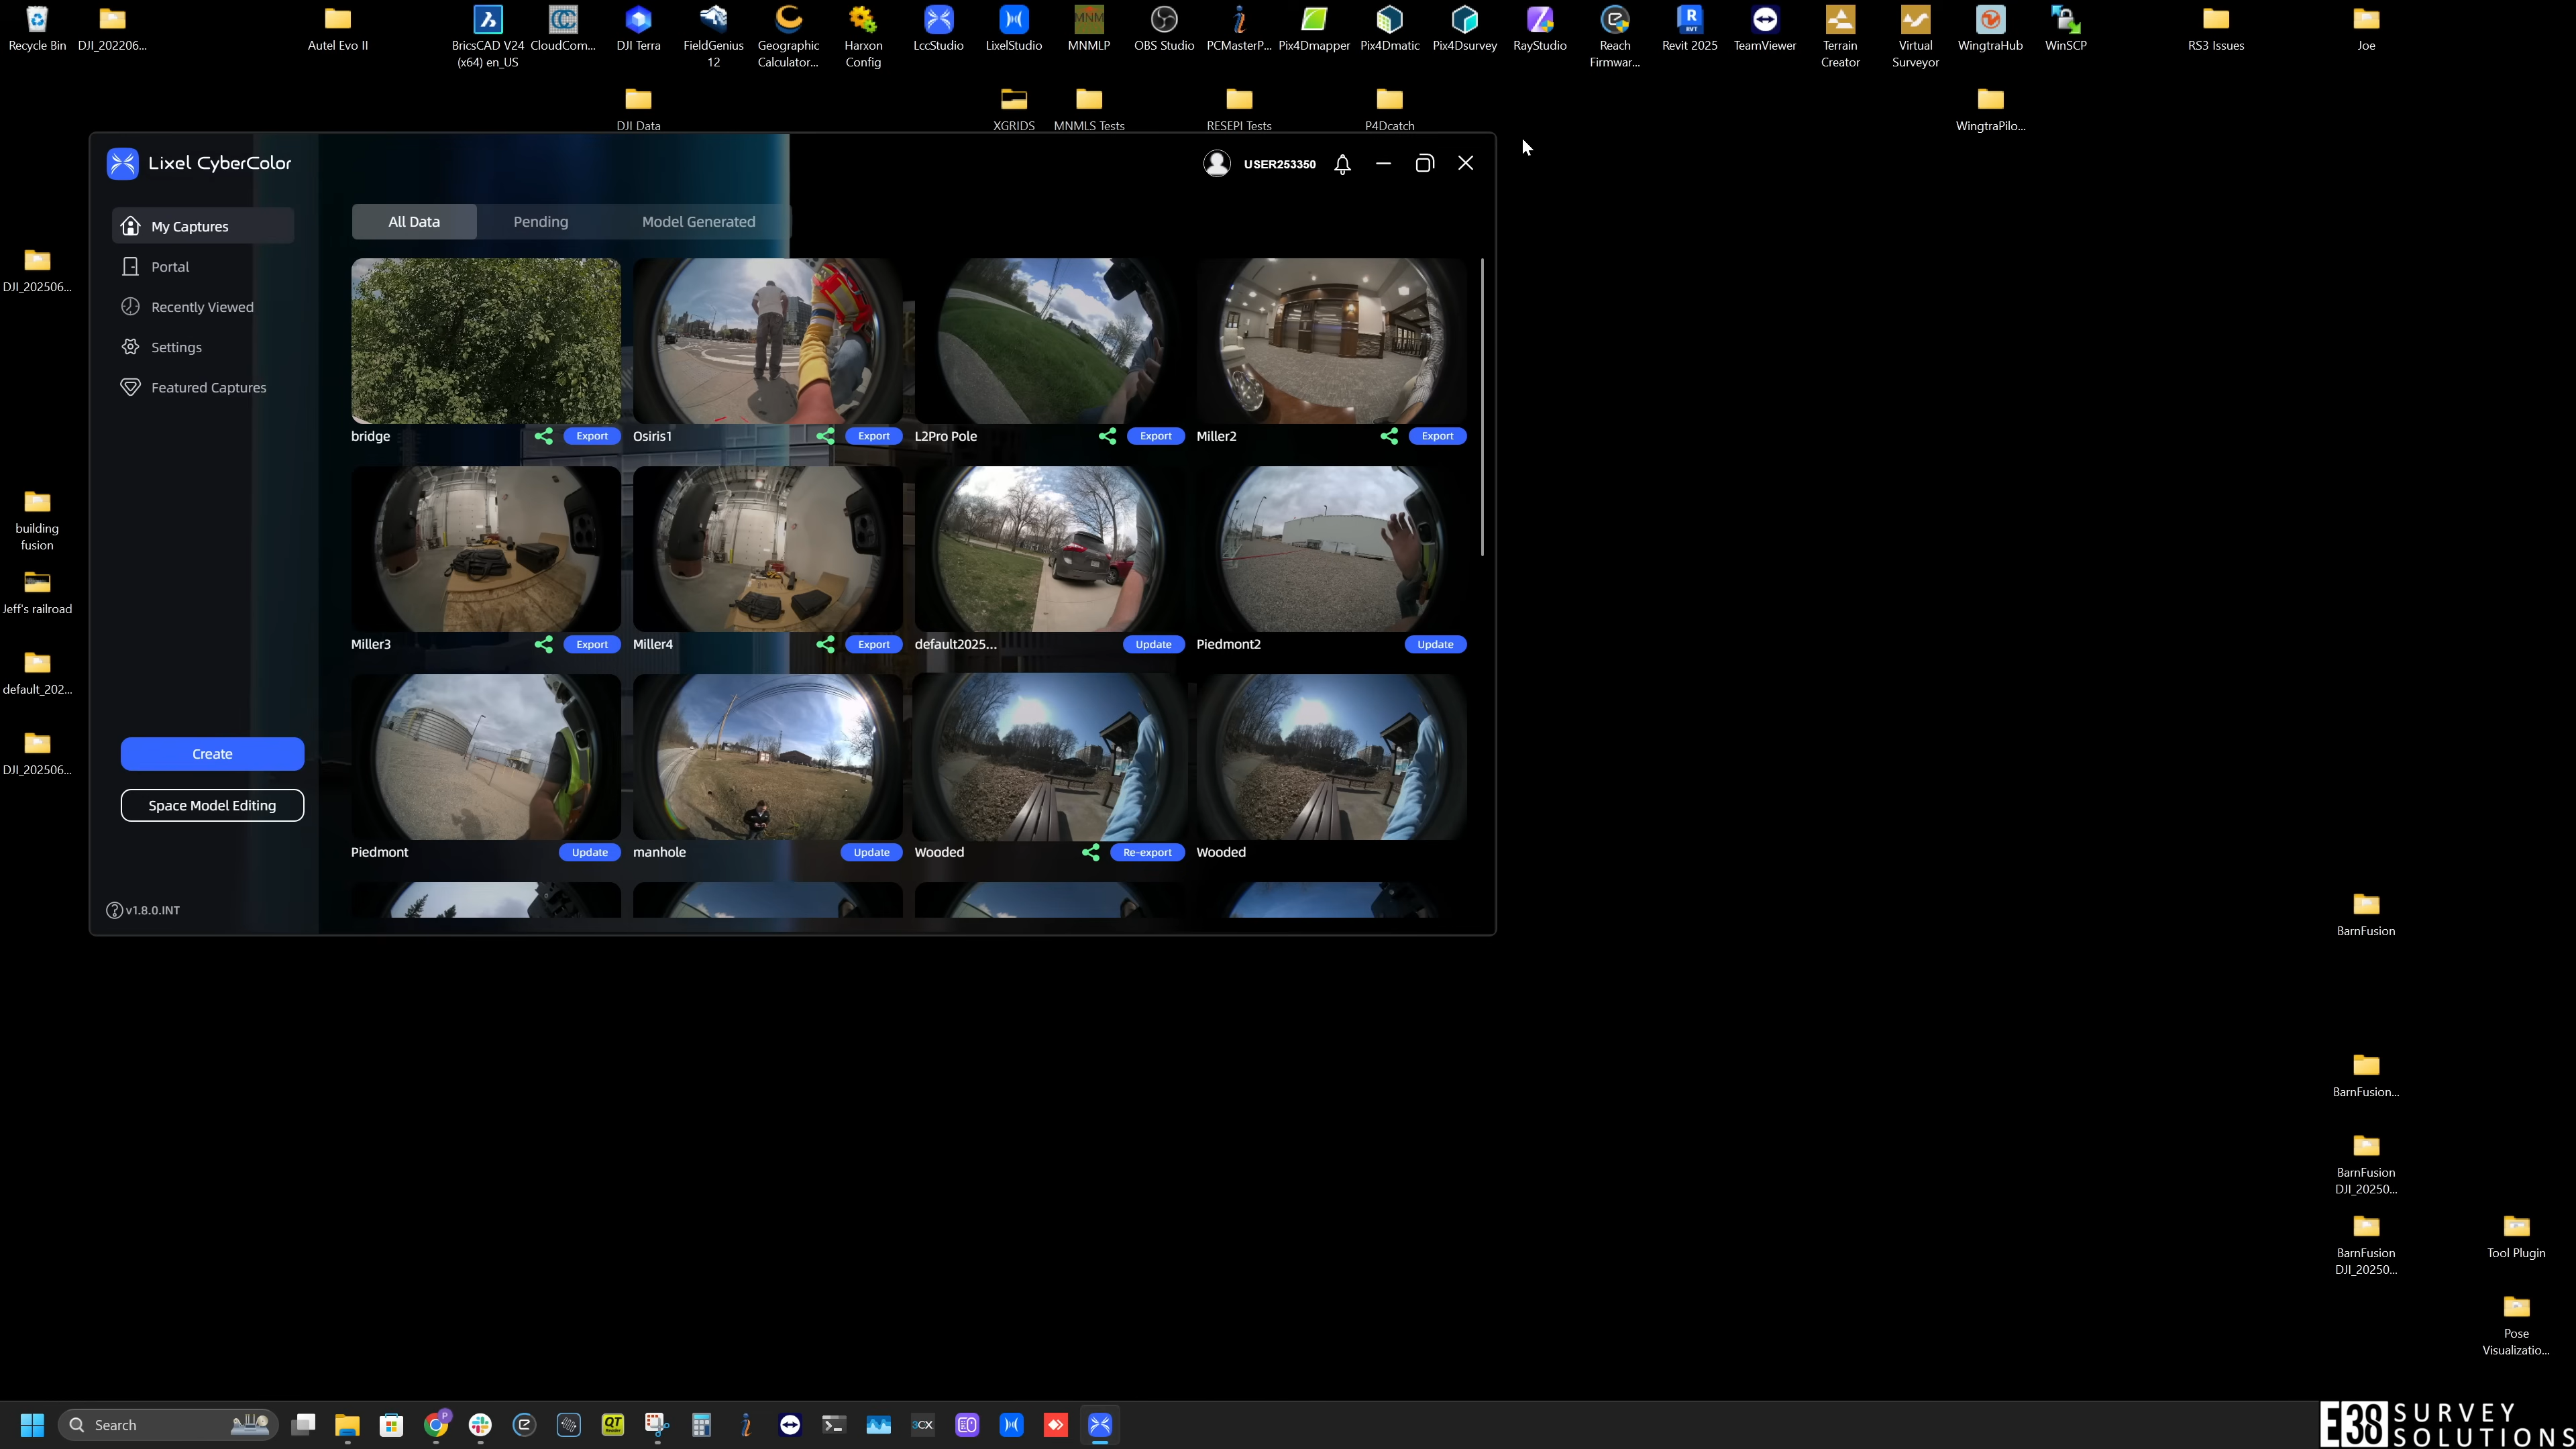 Recycle Bin
DJI_202206...
Autel Evo II
BricsCAD V24
(x64) en_US
CloudCom...
DJI Terra
FieldGenius
12
Geographic
Calculator...
Harxon
Config
LccStudio
LixelStudio
MNMLP
OBS Studio
PCMasterP...
Pix4Dmapper
Pix4Dmatic
Pix4Dsurvey
RayStudio
Reach
Firmwar...
Revit 2025
TeamViewer
Terrain
Creator
Virtual
Surveyor
WingtraHub
WinSCP
RS3 Issues
Joe
DJI Data
XGRIDS
MNMLS Tests
RESEPI Tests
P4Dcatch
WingtraPilo...
DJI_202506...
building
fusion
Jeff's railroad
default_202...
DJI_202506...
Lixel CyberColor
USER253350
My Captures
Portal
Recently Viewed
Settings
Featured Captures
Create
Space Model Editing
v1.8.0.INT
All Data
Pending
Model Generated
bridge
Export
Osiris1
Export
L2Pro Pole
Export
Miller2
Export
Miller3
Export
Miller4
Export
default2025...
Update
Piedmont2
Update
Piedmont
Update
manhole
Update
Wooded
Re-export
Wooded
BarnFusion
BarnFusion...
BarnFusion
DJI_20250...
BarnFusion
DJI_20250...
Tool Plugin
Pose
Visualizatio...
Search
QT
Reader
3CX
E38 SURVEY
SOLUTIONS